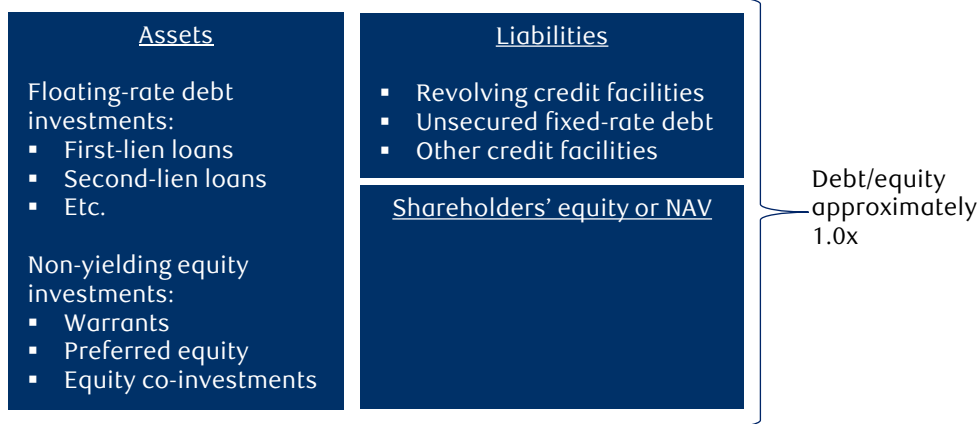 Assets
Floating-rate debt
investments:
▪ First-lien loans
▪ Second-lien loans
▪ Etc.
Non-yielding equity
investments:
▪ Warrants
▪ Preferred equity
▪ Equity co-investments
Liabilities
▪ Revolving credit facilities
▪ Unsecured fixed-rate debt
▪ Other credit facilities
Shareholders’ equity or NAV
Debt/equity
approximately
1.0x